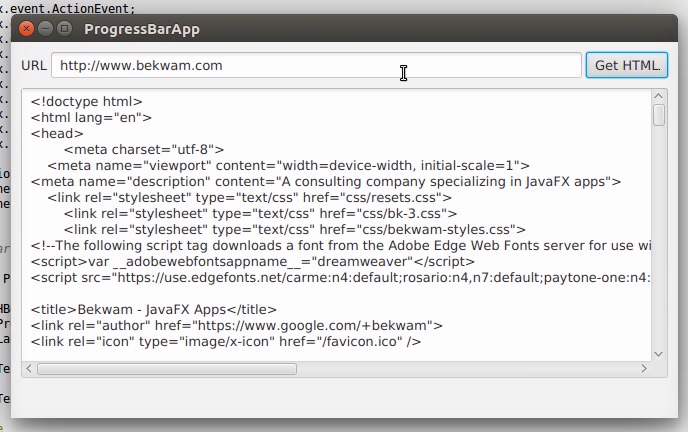 x.event.ActionEvent;
ProgressBarApp
URL http://www.bekwam.com Get HTML
<!doctype html>
<html lang="en">
<head>
<meta charset="utf-8">
<meta name="viewport" content="width=device-width, initial-scale=1">
<meta name="description" content="A consulting company specializing in JavaFX apps">
<link rel="stylesheet" type="text/css" href="css/resets.css">
<link rel="stylesheet" type="text/css" href="css/bk-3.css">
<link rel="stylesheet" type="text/css" href="css/bekwam-styles.css">
<!--The following script tag downloads a font from the Adobe Edge Web Fonts server for use wi
<script>var __adobewebfontsappname__="dreamweaver"</script>
<script src="https://use.edgefonts.net/carme:n4:default;rosario:n4,n7:default;paytone-one:n4:
<title>Bekwam - JavaFX Apps</title>
<link rel="author" href="https://www.google.com/+bekwam">
<link rel="icon" type="image/x-icon" href="/favicon.ico" />